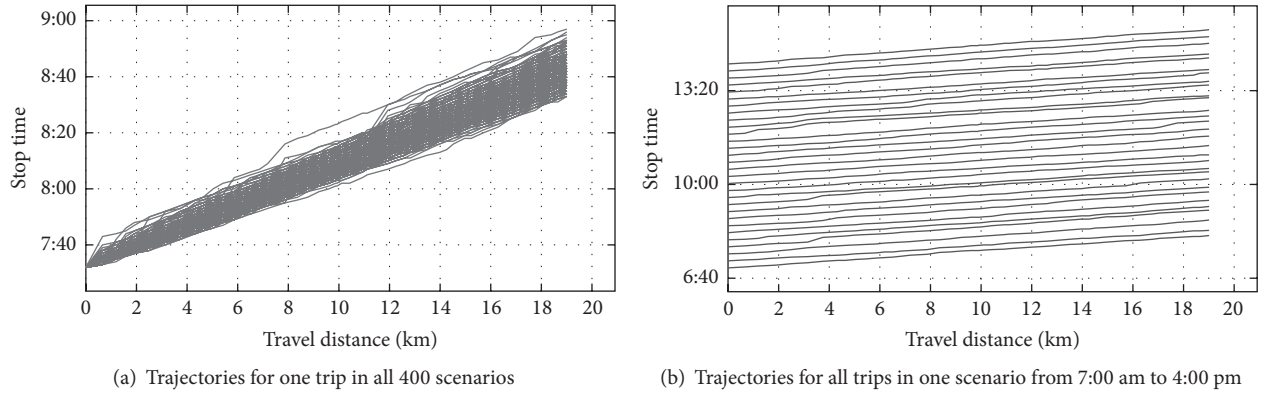 9:00
8:40
8:20
8:00
7:40
Stop time
0 2 4 6 8 10 12 14 16 18 20
Travel distance (km)
(a) Trajectories for one trip in all 400 scenarios
13:20
10:00
6:40
Stop time
0 2 4 6 8 10 12 14 16 18 20
Travel distance (km)
(b) Trajectories for all trips in one scenario from 7:00 am to 4:00 pm